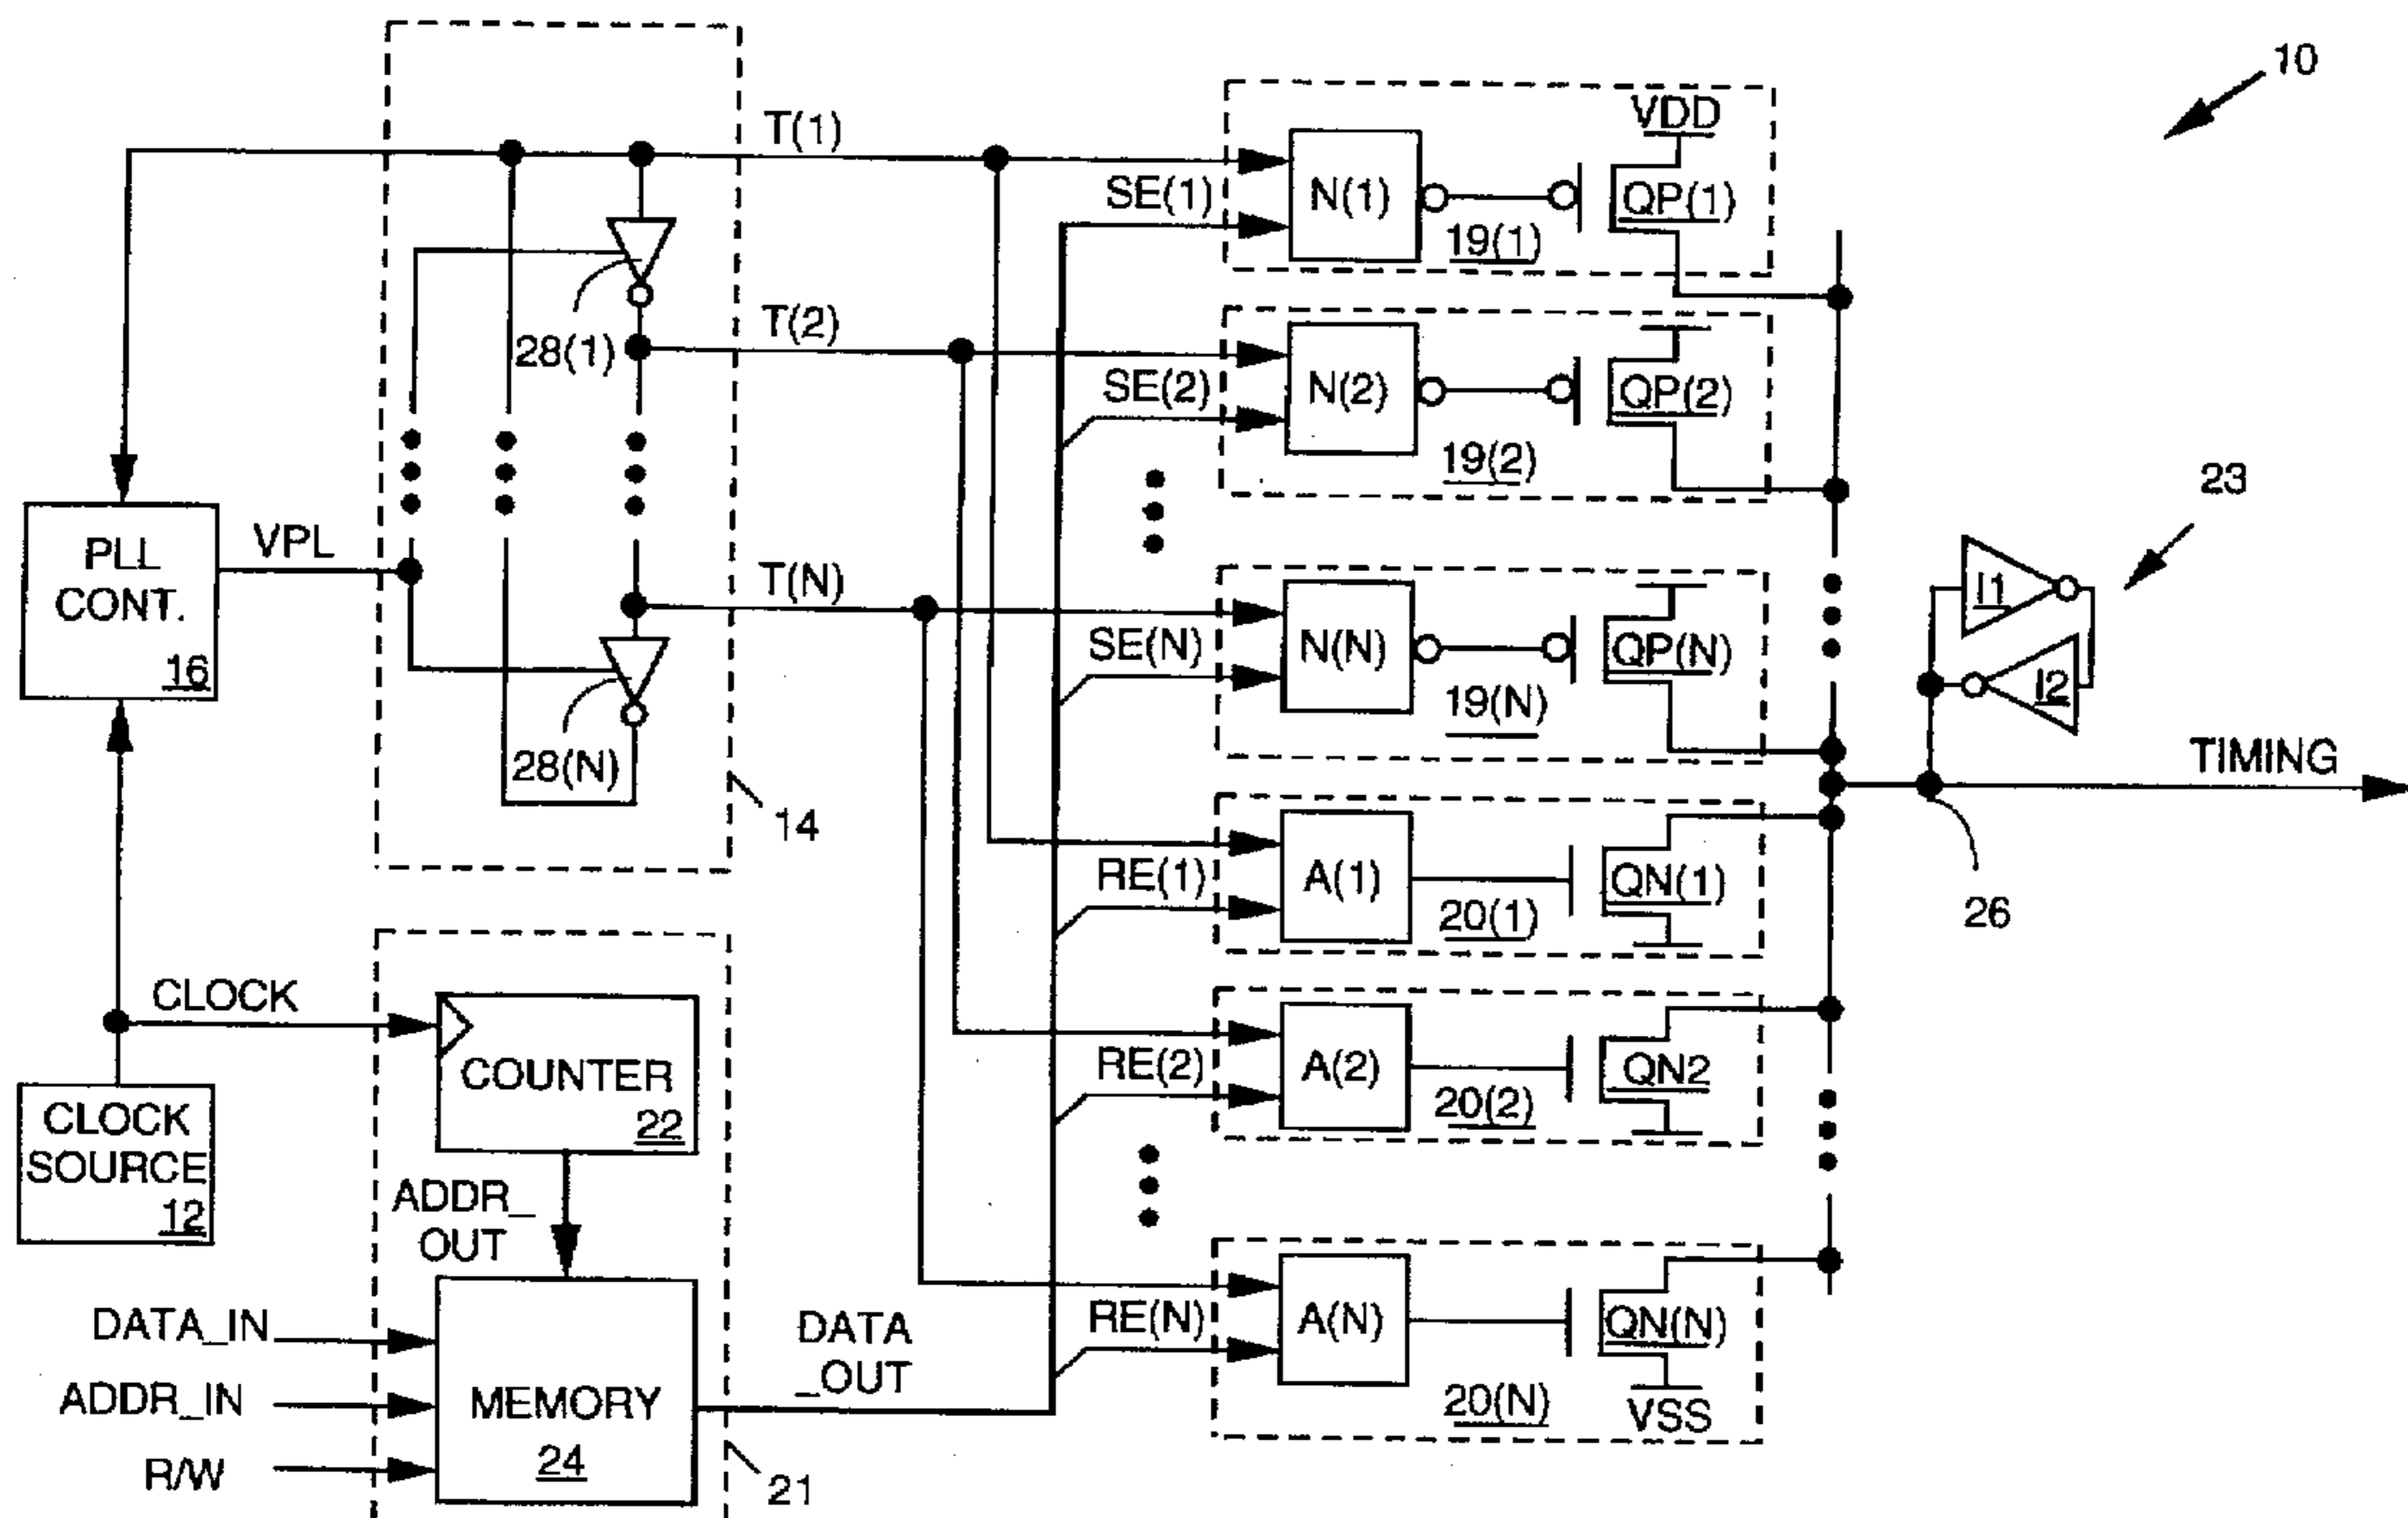 10
VDD
T(1)
SE(1)
N(1)
19(1)
QP(1)
28(1)
T(2)
SE(2)
N(2)
19(2)
QP(2)
23
PLL
CONT.
16
VPL
T(N)
SE(N)
N(N)
19(N)
QP(N)
I1
I2
28(N)
14
TIMING
26
RE(1)
A(1)
20(1)
QN(1)
CLOCK
COUNTER
22
RE(2)
A(2)
20(2)
QN2
CLOCK
SOURCE
12
ADDR_
OUT
DATA_IN
ADDR_IN
R/W
MEMORY
24
DATA
_OUT
21
RE(N)
A(N)
20(N)
QN(N)
VSS